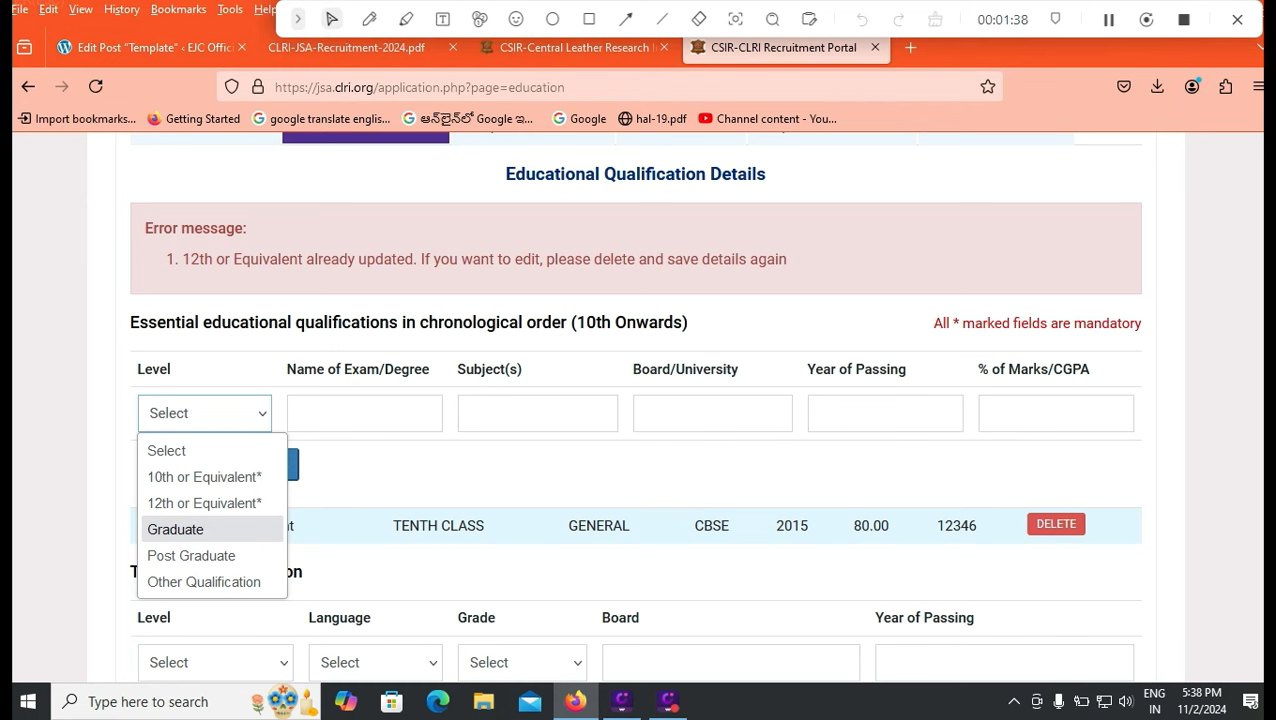 File Edit View History Bookmarks Tools Help
00:01:38
Edit Post “Template” ‹ EJC Offici
CLRI-JSA-Recruitment-2024.pdf
CSIR-Central Leather Research I
CSIR-CLRI Recruitment Portal
https://jsa.clri.org/application.php?page=education
Import bookmarks...
Getting Started
google translate englis...
ఆన్‌లైన్‌లో Google ఇ...
Google
hal-19.pdf
Channel content - You...
Educational Qualification Details
Error message:
1. 12th or Equivalent already updated. If you want to edit, please delete and save details again
Essential educational qualifications in chronological order (10th Onwards)
All * marked fields are mandatory
Level Name of Exam/Degree Subject(s) Board/University Year of Passing % of Marks/CGPA
Select
Select
10th or Equivalent*
12th or Equivalent*
Graduate
Post Graduate
Other Qualification
TENTH CLASS GENERAL CBSE 2015 80.00 12346 DELETE
Level Language Grade Board Year of Passing
Select Select Select
Type here to search
ENG
IN
5:38 PM
11/2/2024